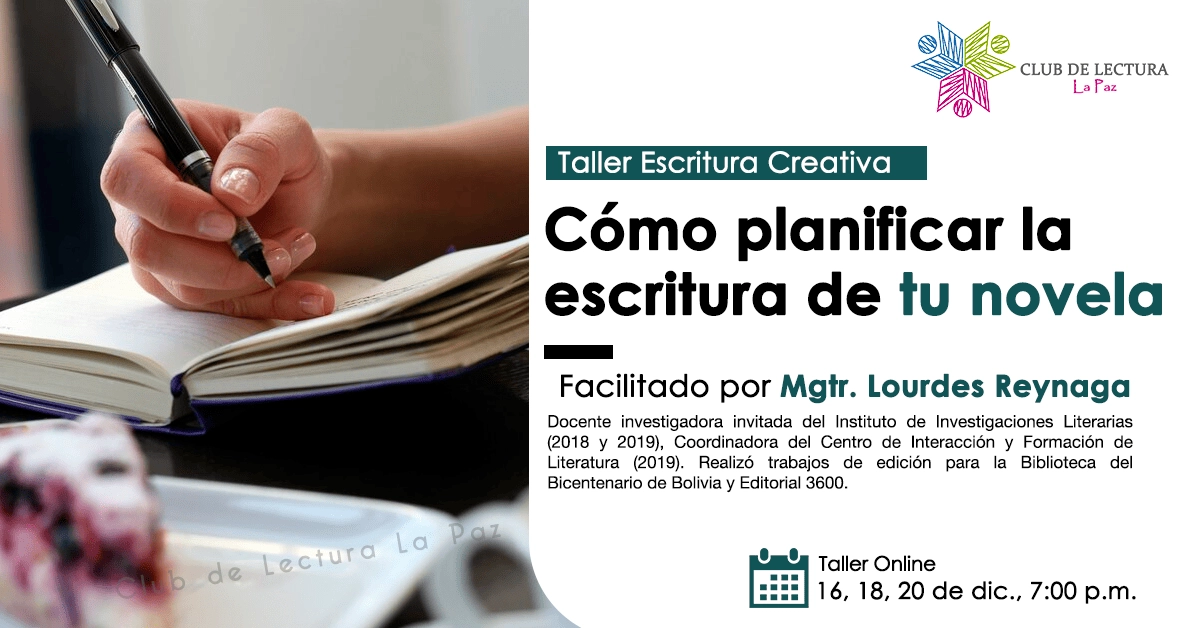 CLUB DE LECTURA
La Paz
Taller Escritura Creativa
Cómo planificar la
escritura de tu novela
Facilitado por Mgtr. Lourdes Reynaga
Docente investigadora invitada del Instituto de Investigaciones Literarias
(2018 y 2019), Coordinadora del Centro de Interacción y Formación de
Literatura (2019). Realizó trabajos de edición para la Biblioteca del
Bicentenario de Bolivia y Editorial 3600.
Club de Lectura La Paz
Taller Online
16, 18, 20 de dic., 7:00 p.m.